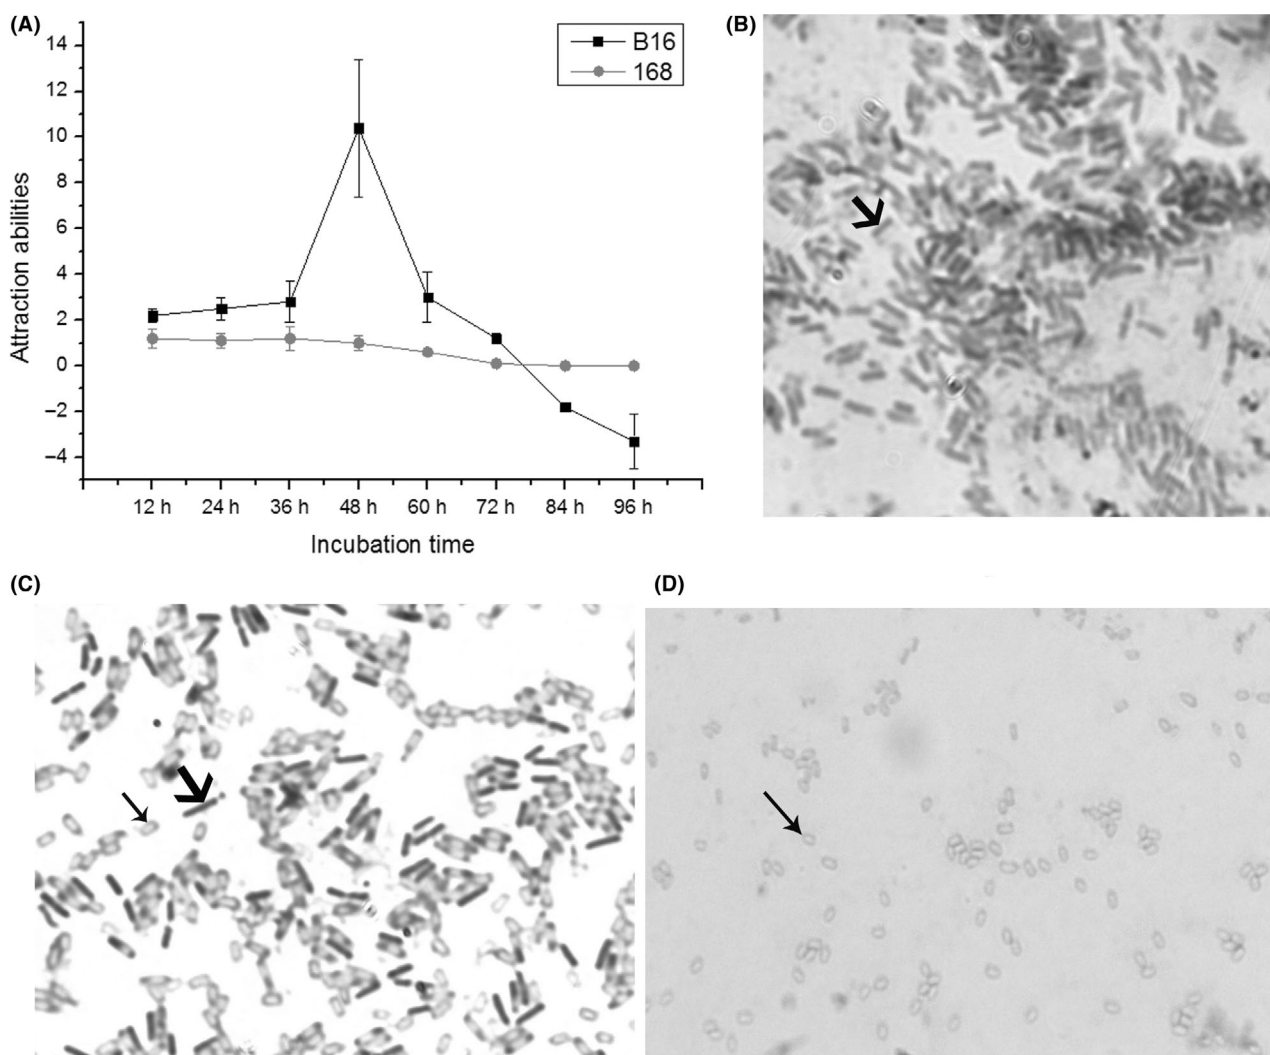 (A)
14
12
10
8
6
4
2
0
−2
−4
Attraction abilities
B16
168
12 h 24 h 36 h 48 h 60 h 72 h 84 h 96 h
Incubation time
(B)
(C)
(D)